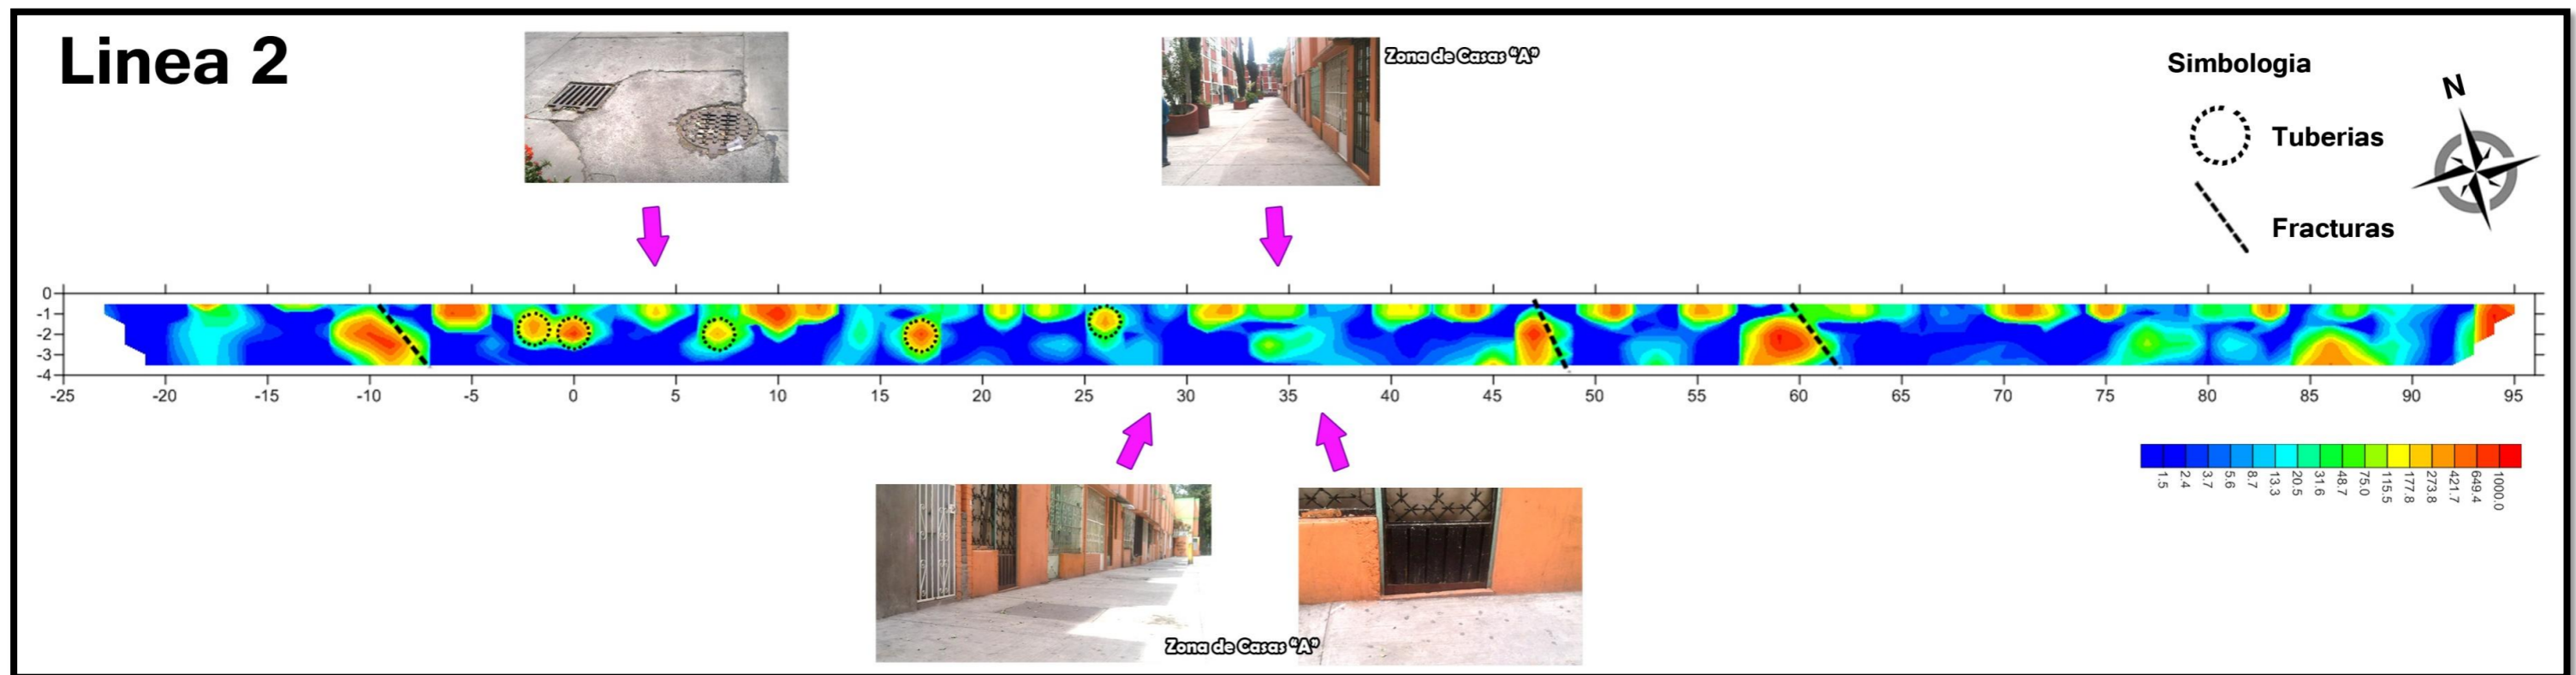 Linea 2
Zona de Casas "A"
Simbologia
N
Tuberias
Fracturas
0
-1
-2
-3
-4
-25 -20 -15 -10 -5 0 5 10 15 20 25 30 35 40 45 50 55 60 65 70 75 80 85 90 95
1.5 2.4 3.7 5.6 8.7 13.3 20.5 31.6 48.7 75.0 115.5 177.8 273.8 421.7 649.4 1000.0
Zona de Casas "A"